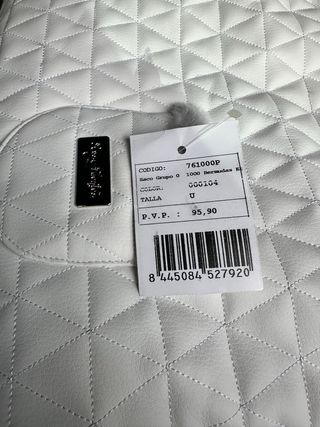 CODIGO: 761000P
Saco Grupo 0 1000 Bermudas
COLOR: 000104
TALLA U
P.V.P. : 95,90
8 445084 527920